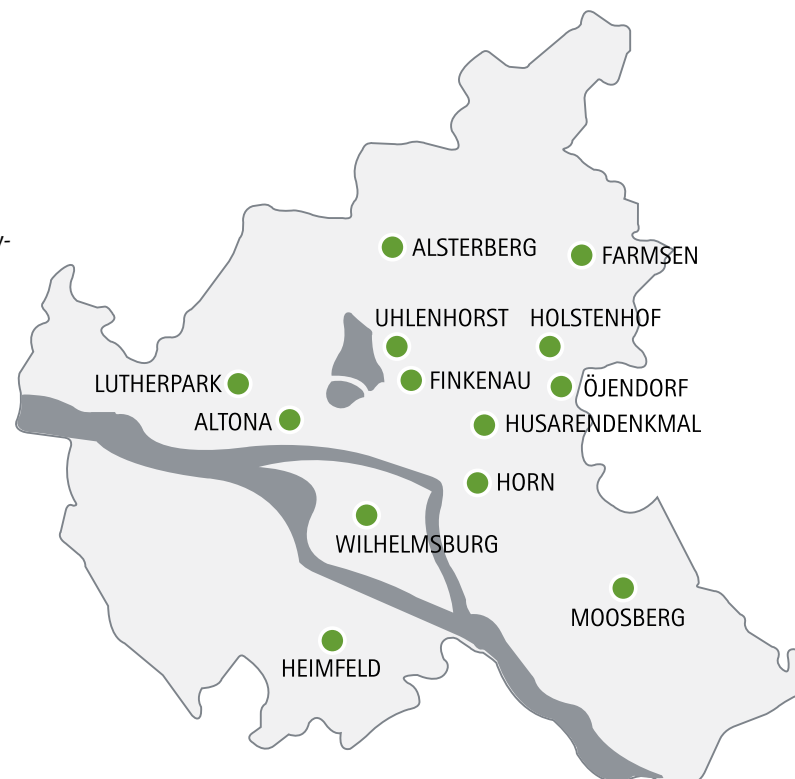 y-
ALSTERBERG
FARMSEN
UHLENHORST HOLSTENHOF
LUTHERPARK
FINKENAU
ÖJENDORF
ALTONA
HUSARENDENKMAL
HORN
WILHELMSBURG
MOOSBERG
HEIMFELD